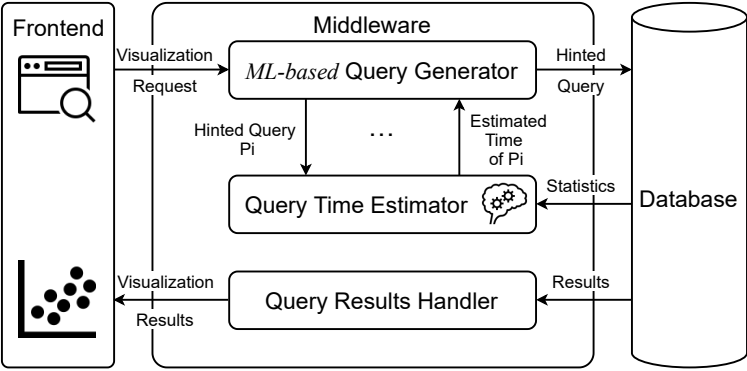 Frontend
Middleware
Visualization
Request
ML-based Query Generator
Hinted
Query
Hinted Query
Pi
...
Estimated
Time
of Pi
Query Time Estimator
Statistics
Database
Visualization
Results
Query Results Handler
Results